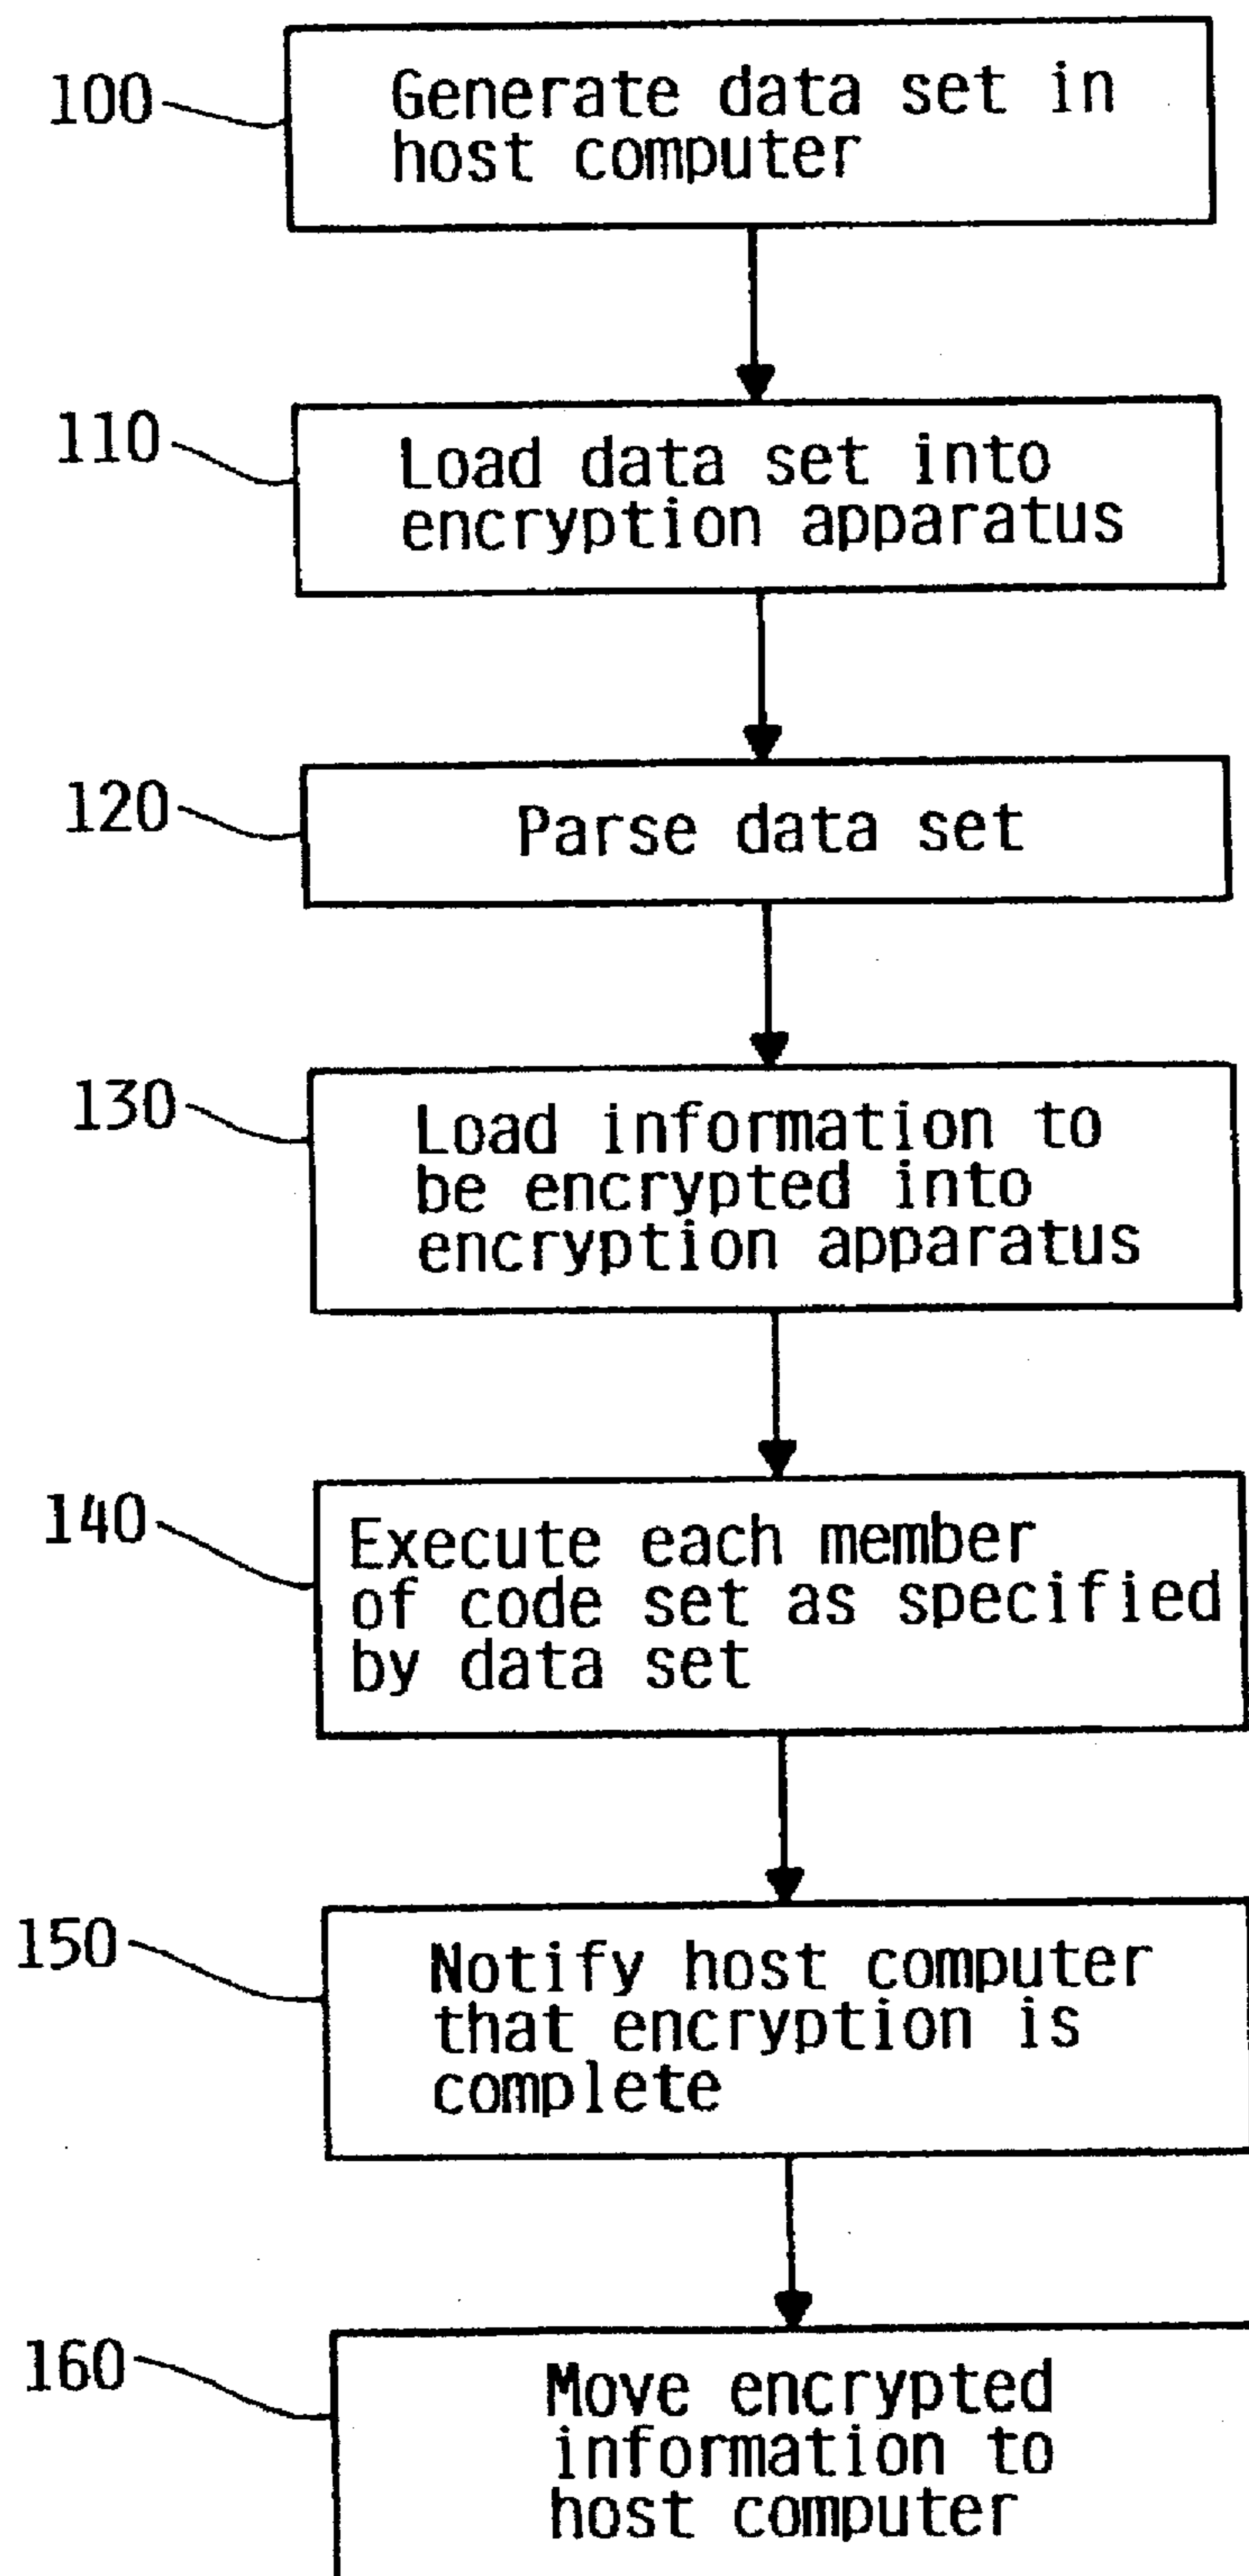 100
Generate data set in
host computer
110
Load data set into
encryption apparatus
120
Parse data set
130
Load information to
be encrypted into
encryption apparatus
140
Execute each member
of code set as specified
by data set
150
Notify host computer
that encryption is
complete
160
Move encrypted
information to
host computer